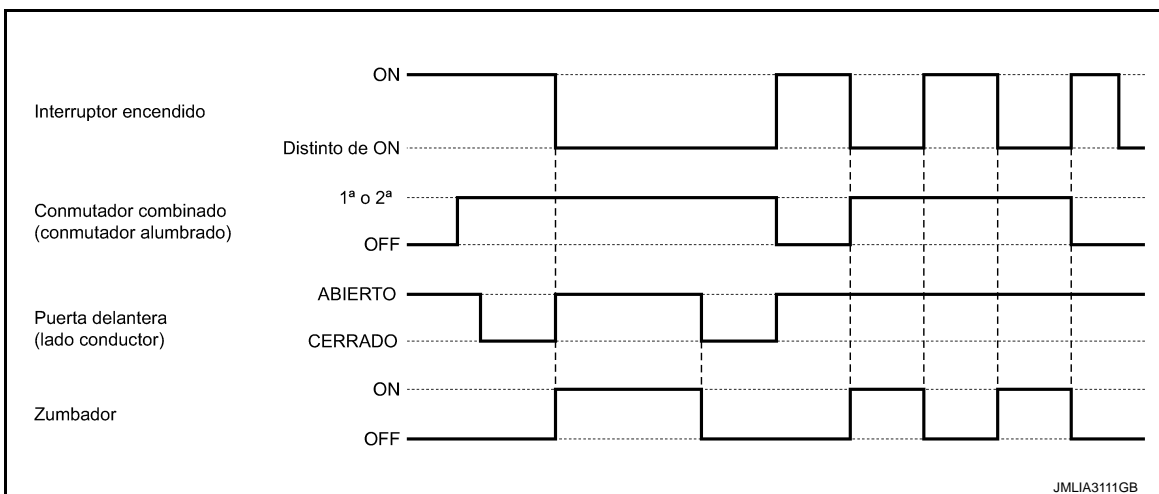 ON
Interruptor encendido
Distinto de ON
1ª o 2ª
Conmutador combinado
(conmutador alumbrado)
OFF
ABIERTO
Puerta delantera
(lado conductor)
CERRADO
ON
Zumbador
OFF
JMLIA3111GB